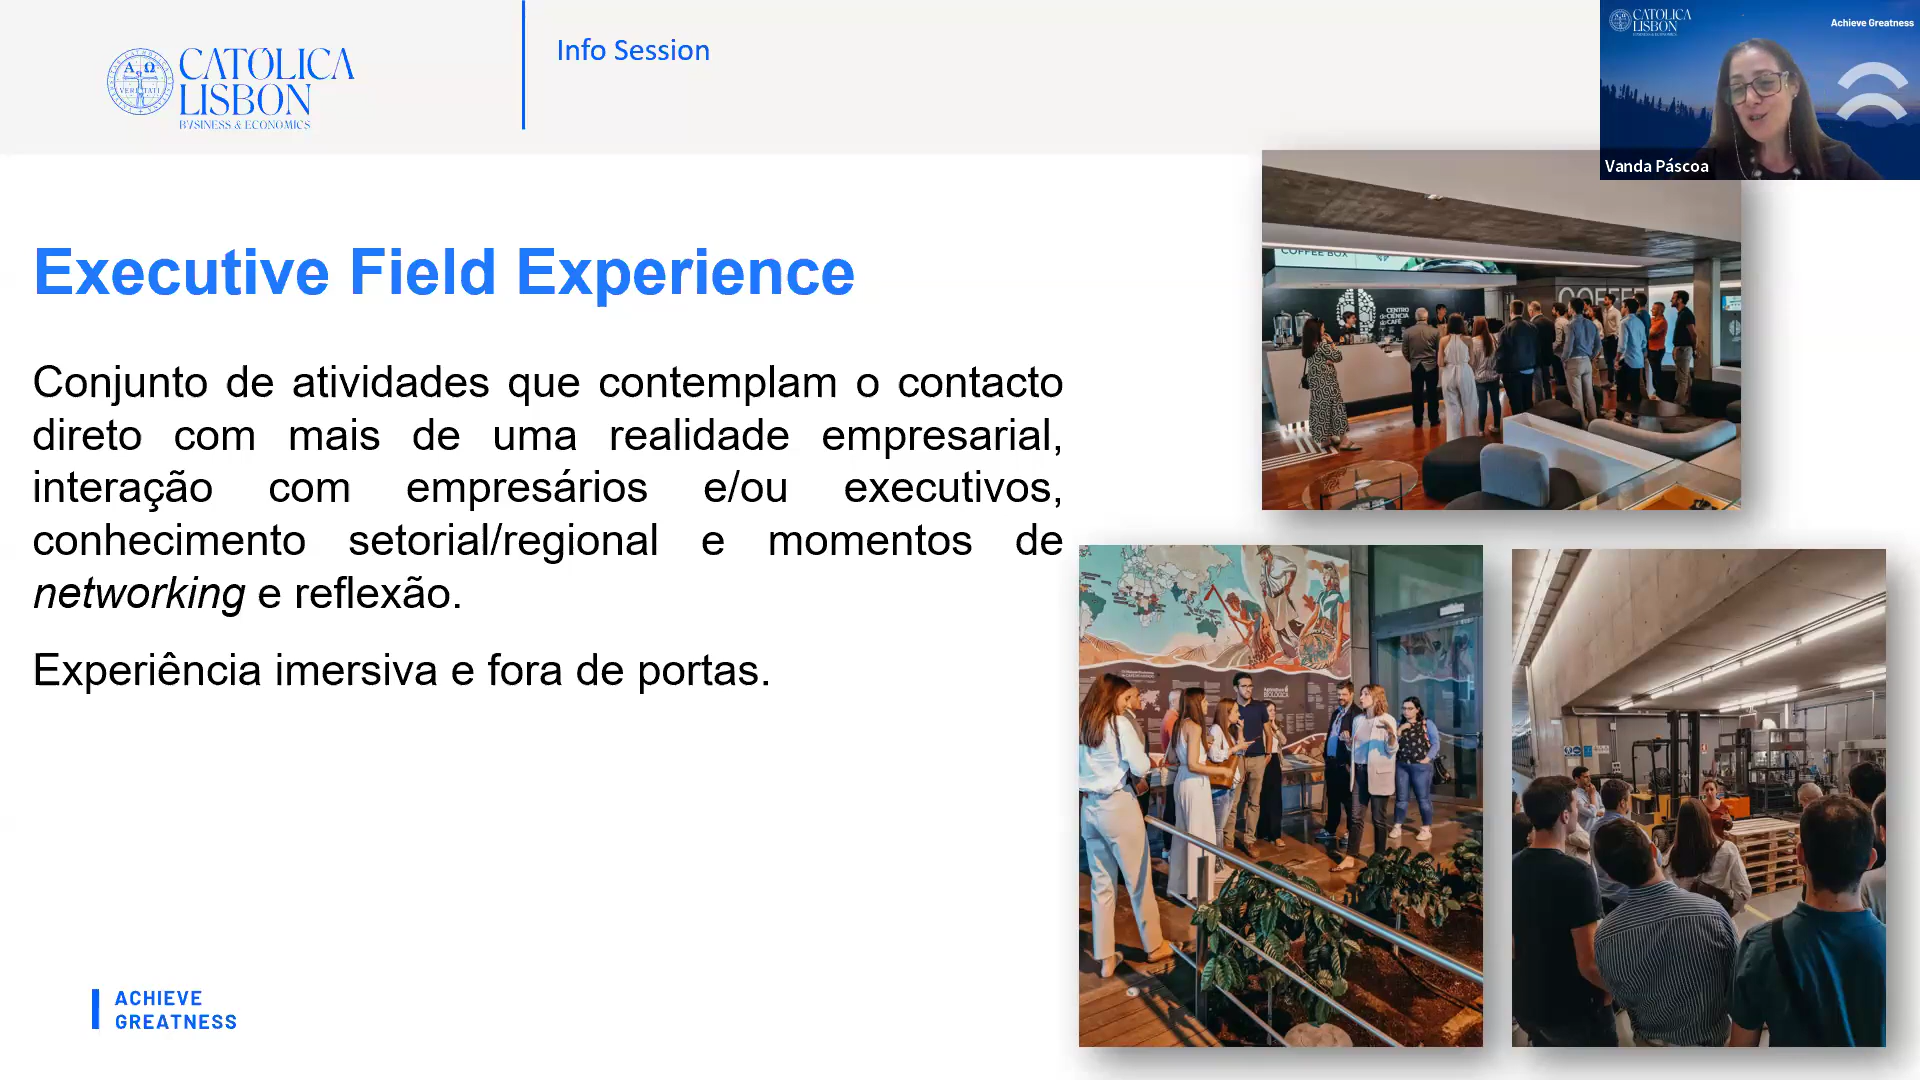 CATÓLICA
LISBON
BUSINESS & ECONOMICS
Info Session
CATÓLICA
LISBON
Achieve Greatness
Vanda Páscoa
Executive Field Experience
Conjunto de atividades que contemplam o contacto
direto com mais de uma realidade empresarial,
interação com empresários e/ou executivos,
conhecimento setorial/regional e momentos de
networking e reflexão.
Experiência imersiva e fora de portas.
COFFEE BOX
CENTRO
de CIÊNCIA
do CAFÉ
COFFEE
BIOLÓGICA
ACHIEVE
GREATNESS